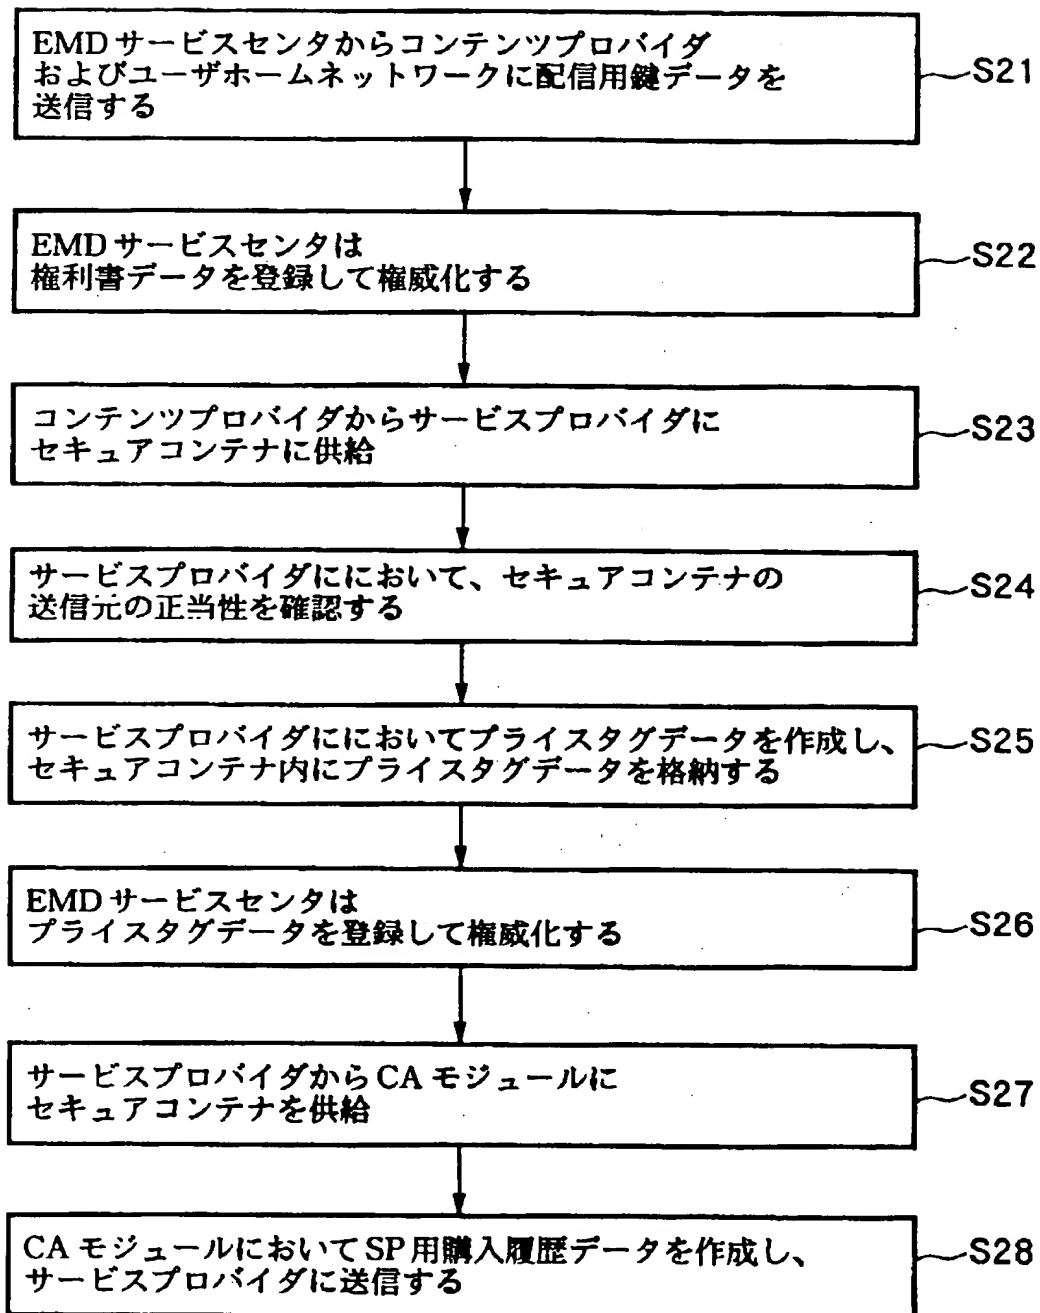 EMDサービスセンタからコンテンツプロバイダ
およびユーザホームネットワークに配信用鍵データを
送信する
S21
EMDサービスセンタは
権利書データを登録して権威化する
S22
コンテンツプロバイダからサービスプロバイダに
セキュアコンテナに供給
S23
サービスプロバイダににおいて、セキュアコンテナの
送信元の正当性を確認する
S24
サービスプロバイダににおいてプライスタグデータを作成し、
セキュアコンテナ内にプライスタグデータを格納する
S25
EMDサービスセンタは
プライスタグデータを登録して権威化する
S26
サービスプロバイダからCAモジュールに
セキュアコンテナを供給
S27
CAモジュールにおいてSP用購入履歴データを作成し、
サービスプロバイダに送信する
S28